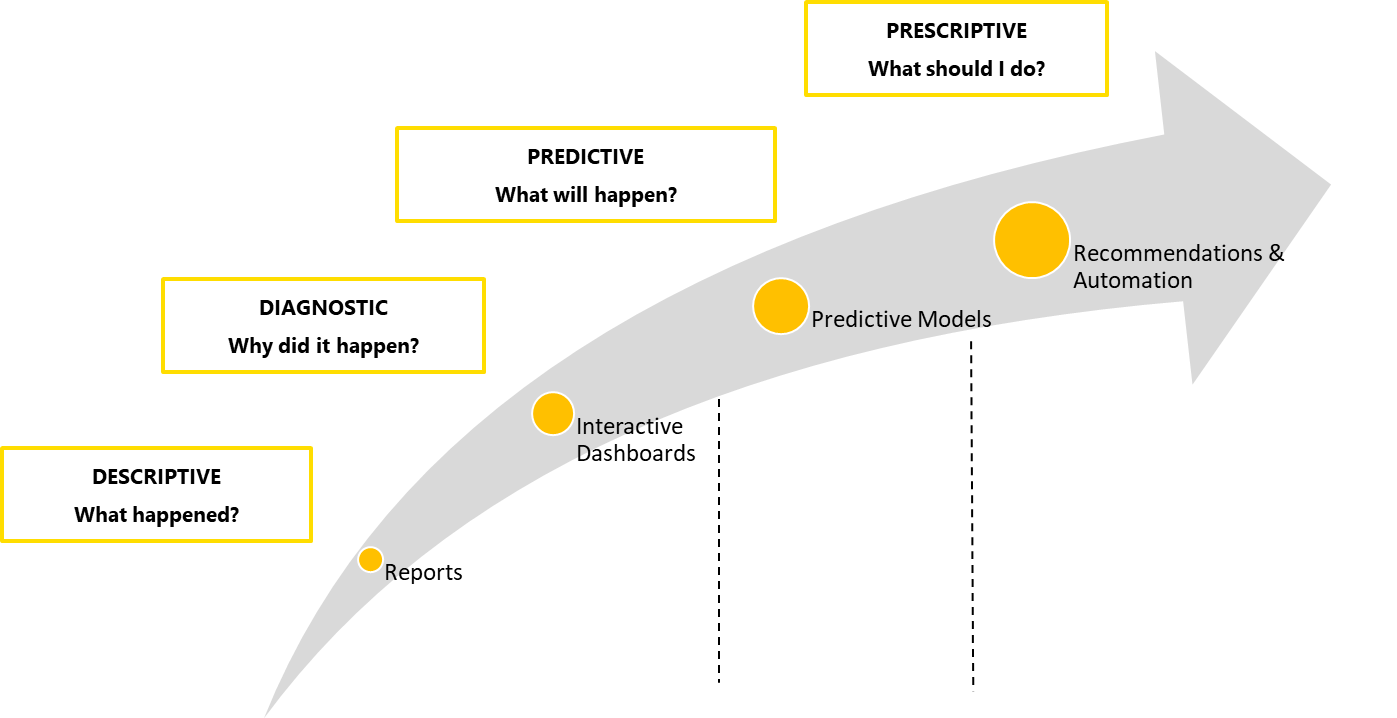 PRESCRIPTIVE
What should I do?
PREDICTIVE
What will happen?
Recommendations &
Automation
DIAGNOSTIC
Why did it happen?
Predictive Models
Interactive
Dashboards
DESCRIPTIVE
What happened?
Reports